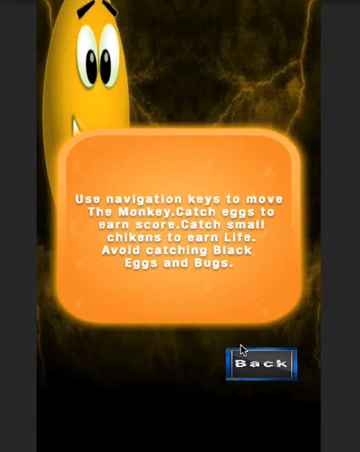 Use navigation keys to move
The Monkey.Catch eggs to
earn score.Catch small
chikens to earn Life.
Avoid catching Black
Eggs and Bugs.
Back